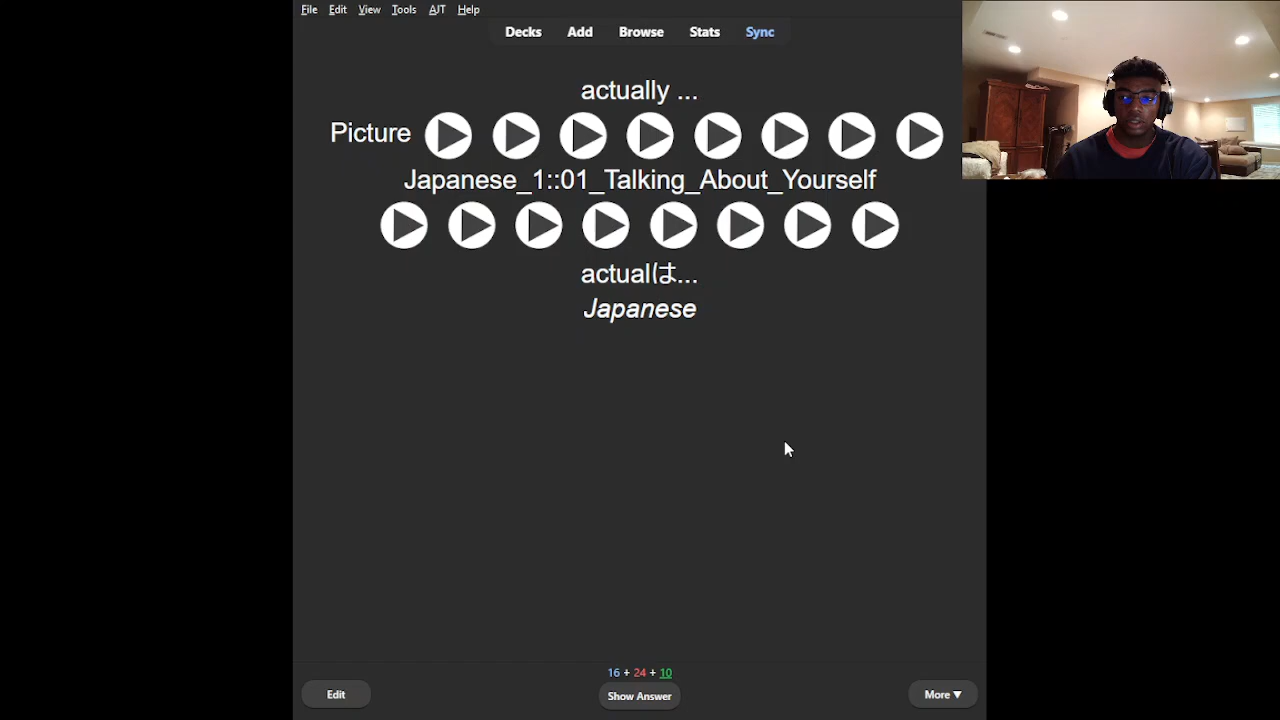 File Edit View Tools AJT Help
Decks Add Browse Stats Sync
actually ...
Picture
Japanese_1::01_Talking_About_Yourself
actualは...
Japanese
16 + 24 + 10
Edit Show Answer More ▼